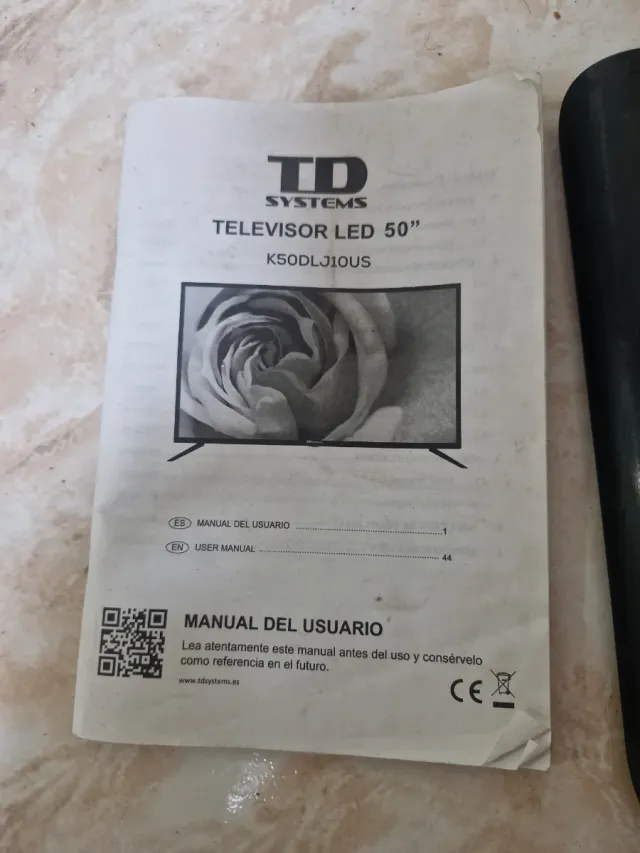 TD
SYSTEMS
TELEVISOR LED 50”
K50DLJ10US
ES MANUAL DEL USUARIO ........................................................1
EN USER MANUAL .................................................................... 44
MANUAL DEL USUARIO
Lea atentamente este manual antes del uso y consérvelo
como referencia en el futuro.
www.tdsystems.es
CE